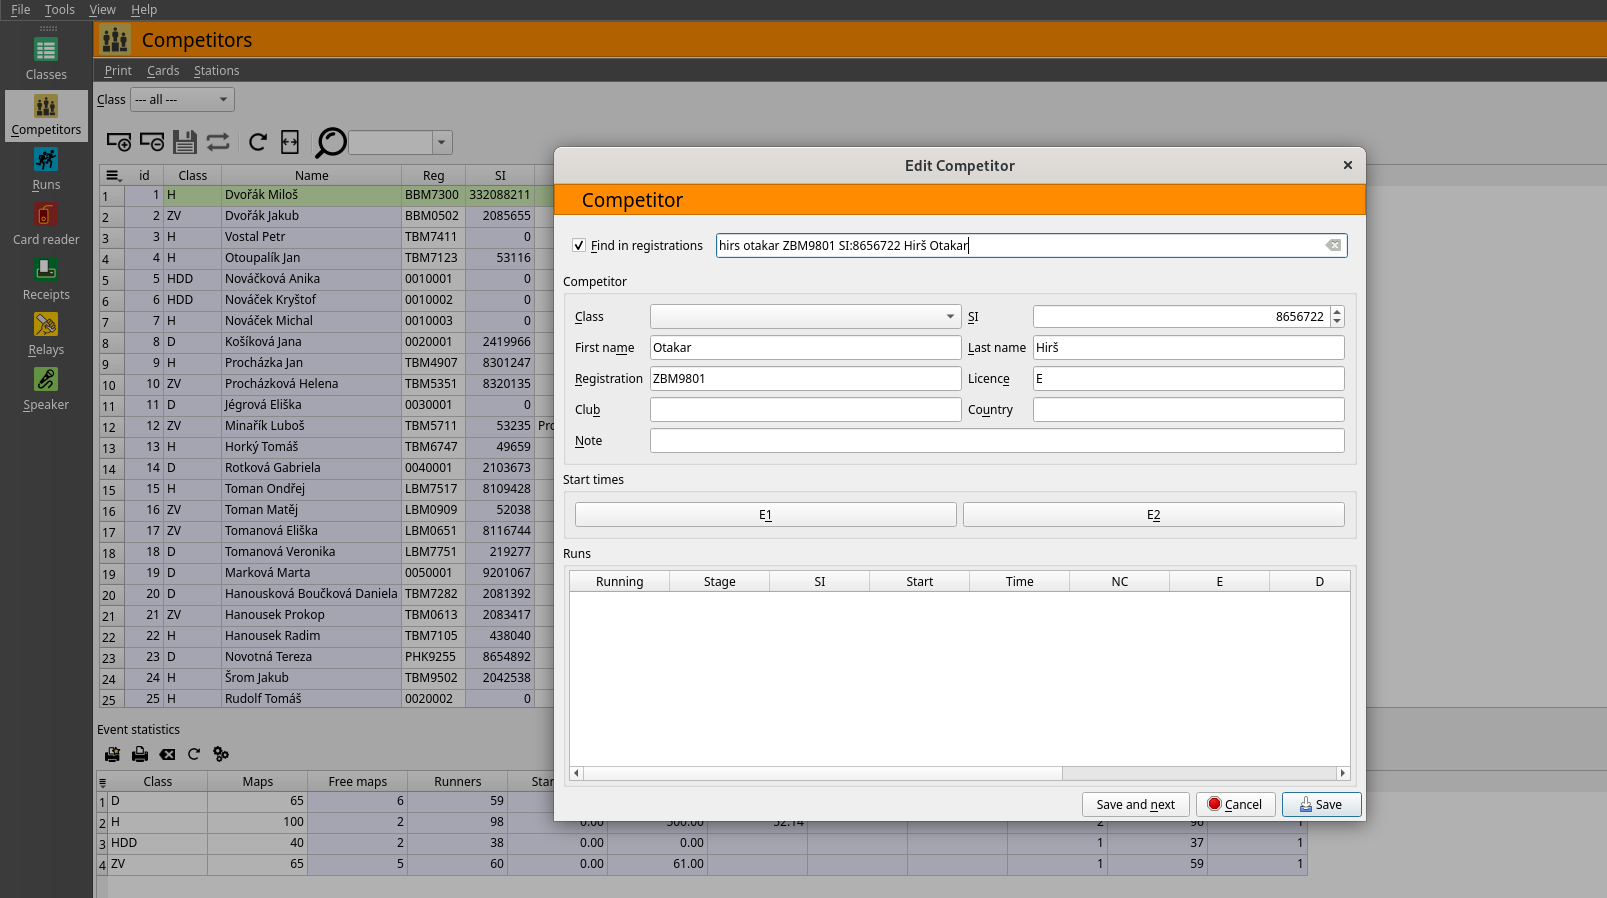 File Tools View Help
Classes
Competitors
Runs
Card reader
Receipts
Relays
Speaker
Competitors
Print Cards Stations
Class --- all ---
id Class Name Reg SI
1 1 H Dvořák Miloš BBM7300 332088211
2 2 ZV Dvořák Jakub BBM0502 2085655
3 3 H Vostal Petr TBM7411 0
4 4 H Otoupalík Jan TBM7123 53116
5 5 HDD Nováčková Anika 0010001 0
6 6 HDD Nováček Kryštof 0010002 0
7 7 H Nováček Michal 0010003 0
8 8 D Košíková Jana 0020001 2419966
9 9 H Procházka Jan TBM4907 8301247
10 10 ZV Procházková Helena TBM5351 8320135
11 11 D Jégrová Eliška 0030001 0
12 12 ZV Minařík Luboš TBM5711 53235
13 13 H Horký Tomáš TBM6747 49659
14 14 D Rotková Gabriela 0040001 2103673
15 15 H Toman Ondřej LBM7517 8109428
16 16 ZV Toman Matěj LBM0909 52038
17 17 ZV Tomanová Eliška LBM0651 8116744
18 18 D Tomanová Veronika LBM7751 219277
19 19 D Marková Marta 0050001 9201067
20 20 D Hanousková Boučková Daniela TBM7282 2081392
21 21 ZV Hanousek Prokop TBM0613 2083417
22 22 H Hanousek Radim TBM7105 438040
23 23 D Novotná Tereza PHK9255 8654892
24 24 H Šrom Jakub TBM9502 2042538
25 25 H Rudolf Tomáš 0020002 0
Event statistics
Class Maps Free maps Runners
1 D 65 6 59
2 H 100 2 98 0.00 300.00 52.14 2 96 1
3 HDD 40 2 38 0.00 0.00 1 37 1
4 ZV 65 5 60 0.00 61.00 1 59 1
Edit Competitor
Competitor
Find in registrations hirs otakar ZBM9801 SI:8656722 Hirš Otakar
Competitor
Class SI 8656722
First name Otakar Last name Hirš
Registration ZBM9801 Licence E
Club Country
Note
Start times
E1 E2
Runs
Running Stage SI Start Time NC E D
Save and next Cancel Save